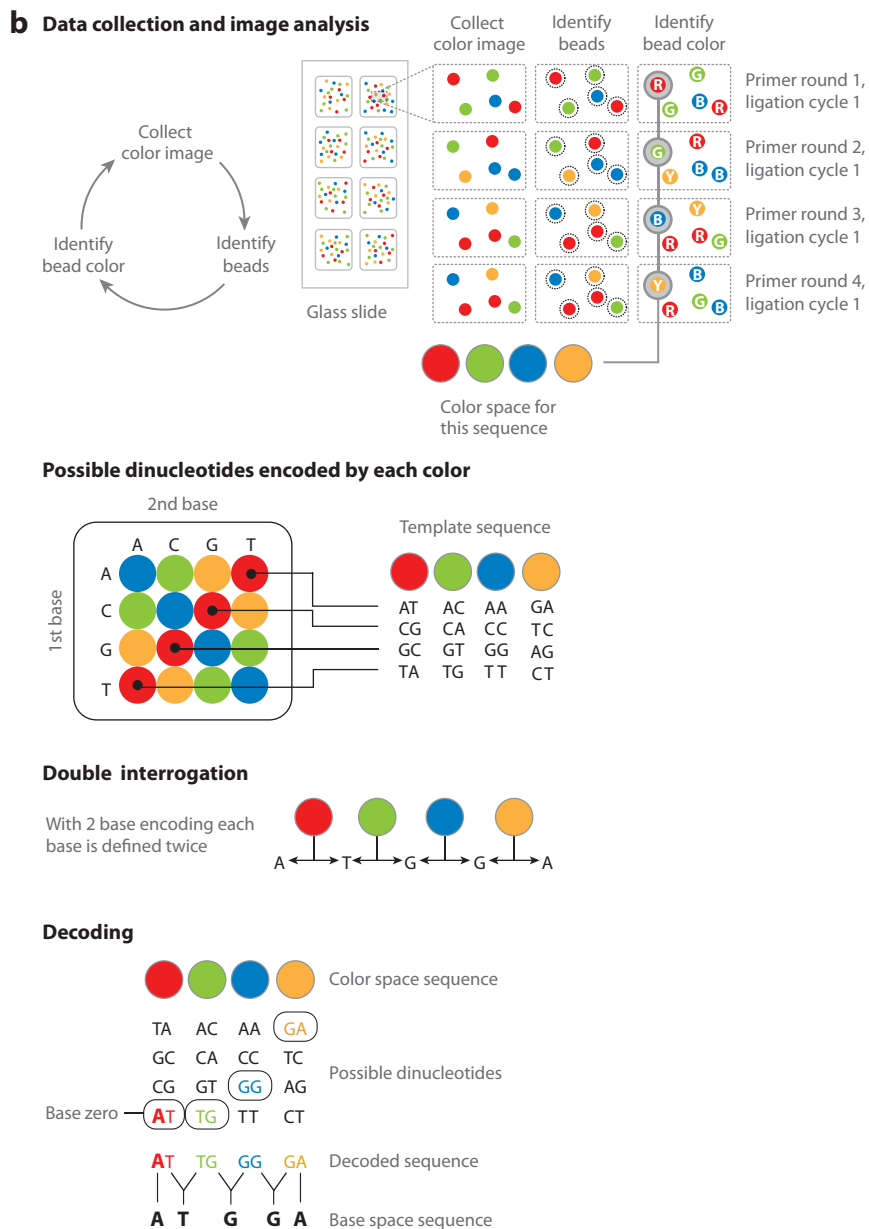 b Data collection and image analysis
Collect
color image
Identify
beads
Identify
bead color
Collect
color image
Identify
beads
Identify
bead color
Glass slide
R G G B R
Primer round 1,
ligation cycle 1
G R Y B B
Primer round 2,
ligation cycle 1
B Y R R G
Primer round 3,
ligation cycle 1
Y B R G B
Primer round 4,
ligation cycle 1
Color space for
this sequence
Possible dinucleotides encoded by each color
2nd base
A C G T
1st base
A
C
G
T
Template sequence
AT AC AA GA
CG CA CC TC
GC GT GG AG
TA TG TT CT
Double interrogation
With 2 base encoding each
base is defined twice
A T G G A
Decoding
Color space sequence
TA AC AA GA
GC CA CC TC
Possible dinucleotides
CG GT GG AG
Base zero AT TG TT CT
AT TG GG GA Decoded sequence
A T G G A Base space sequence